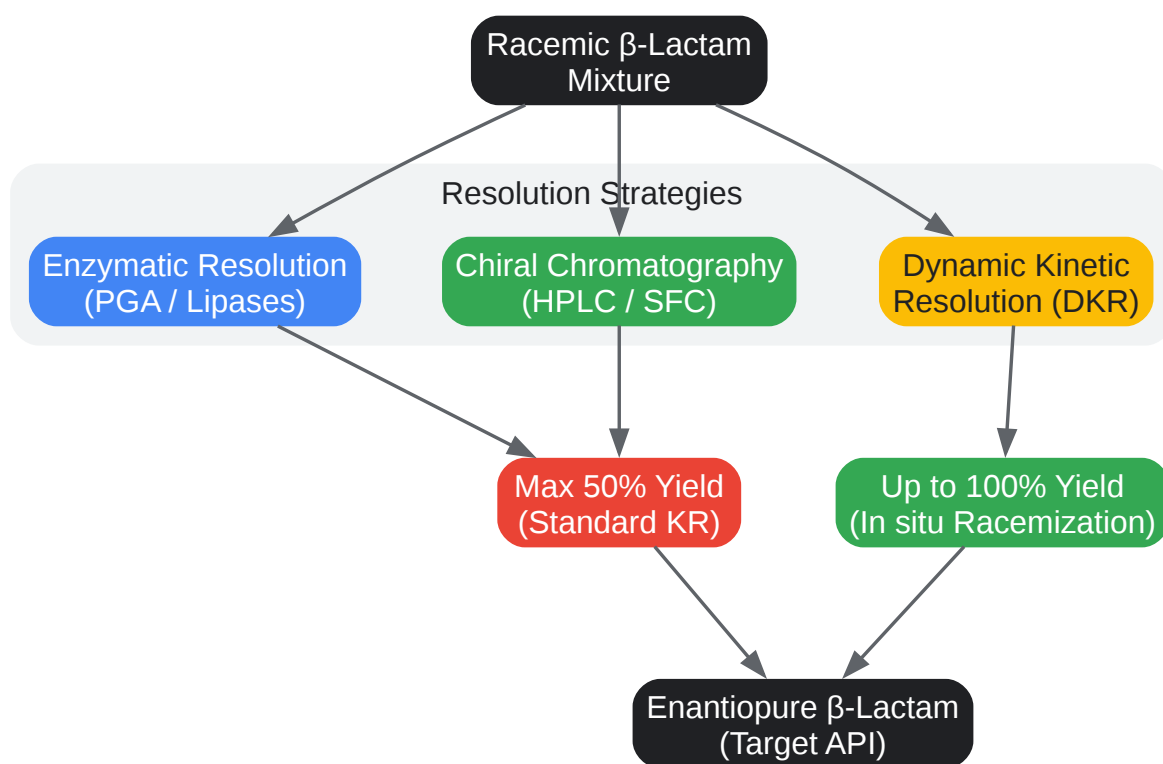 Racemic β-Lactam
Mixture
Resolution Strategies
Enzymatic Resolution
(PGA / Lipases)
Chiral Chromatography
(HPLC / SFC)
Dynamic Kinetic
Resolution (DKR)
Max 50% Yield
(Standard KR)
Up to 100% Yield
(In situ Racemization)
Enantiopure β-Lactam
(Target API)